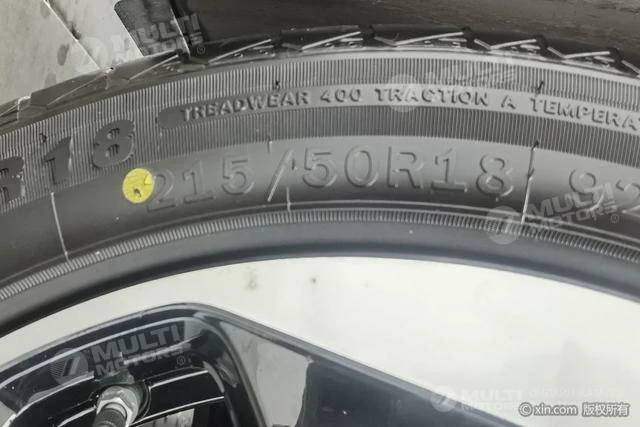 MULTI
MOTORS
TREADWEAR 400 TRACTION A TEMPERA
R18
215/50R18 92
MULTI
MOTORS
MULTI
MOTORS
MULTI
© xin.com 版权所有